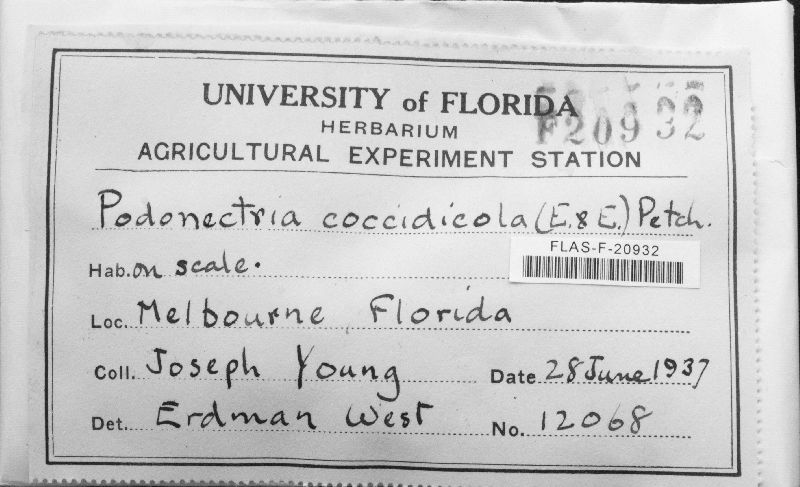 UNIVERSITY of FLORIDA
F20932
HERBARIUM
AGRICULTURAL EXPERIMENT STATION
Podonectria coccidicola (E. & E.) Petch.
FLAS-F-20932
Hab. on scale.
Loc. Melbourne Florida
Coll. Joseph Young Date 28 June 1937
Det. Erdman West No. 12068